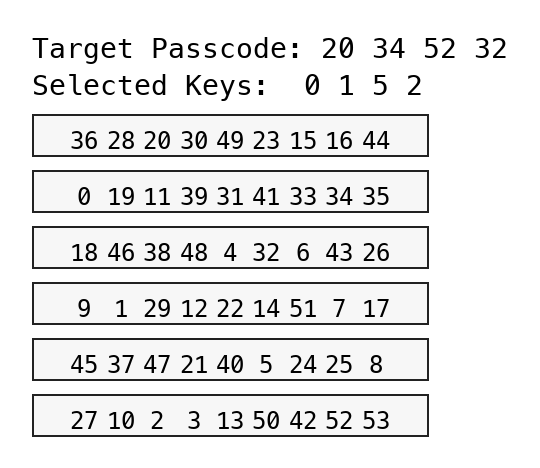 Target Passcode: 20 34 52 32
Selected Keys: 0 1 5 2
36 28 20 30 49 23 15 16 44
0 19 11 39 31 41 33 34 35
18 46 38 48 4 32 6 43 26
9 1 29 12 22 14 51 7 17
45 37 47 21 40 5 24 25 8
27 10 2 3 13 50 42 52 53